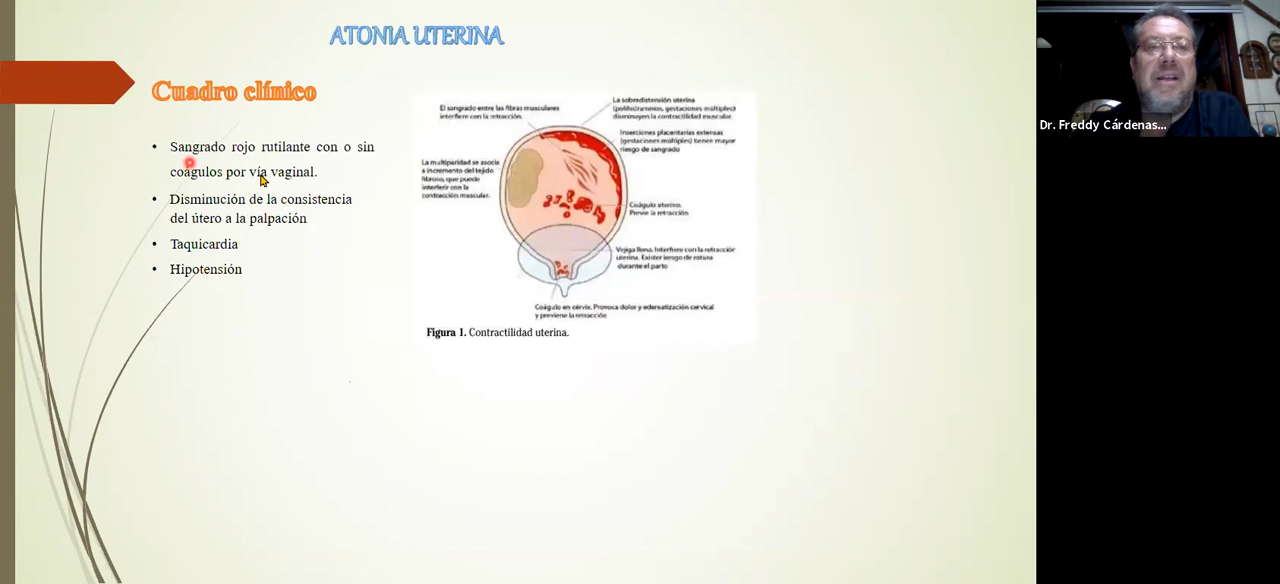 ATONIA UTERINA
Cuadro clínico
• Sangrado rojo rutilante con o sin
coágulos por vía vaginal.
• Disminución de la consistencia
del útero a la palpación
• Taquicardia
• Hipotensión
El sangrado entre las fibras musculares
interfiere con la retracción.
La sobredistensión uterina
(polihidramnios, gestaciones múltiples)
disminuyen la contractilidad muscular
Inserciones placentarias extensas
(gestaciones múltiples) tienen mayor
riesgo de sangrado
La multiparidad se asocia
a incremento del tejido
fibroso, que puede
interferir con la
contracción muscular.
Coágulo uterino.
Previe la retracción
Vejiga llena. Interfiere con la retracción
uterina. Existe riesgo de rotura
durante el parto
Coágulo en cérvix. Provoca dolor y edematización cervical
y previene la retracción
Figura 1. Contractilidad uterina.
Dr. Freddy Cárdenas...